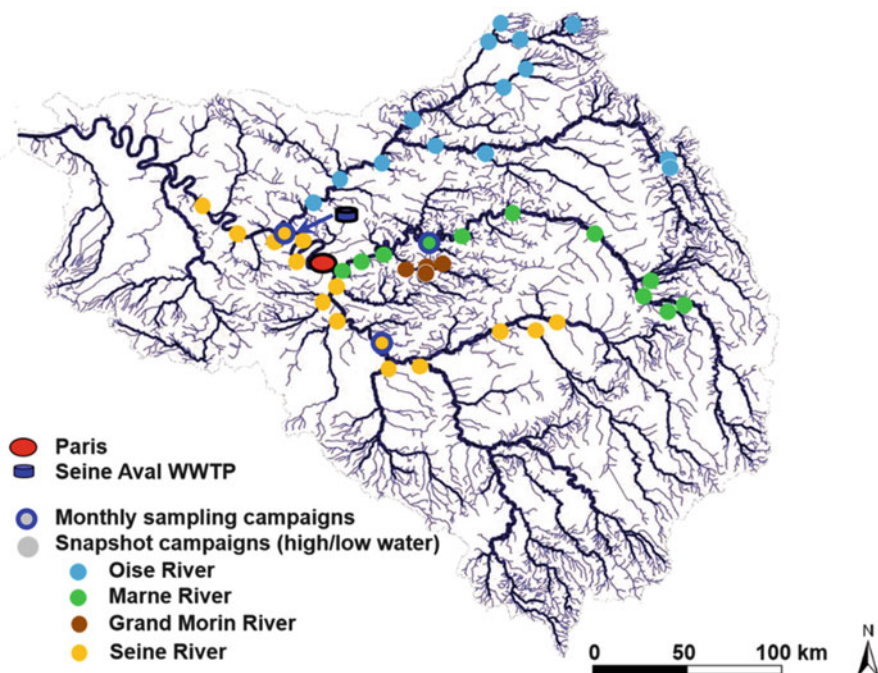 Paris
Seine Aval WWTP
Monthly sampling campaigns
Snapshot campaigns (high/low water)
Oise River
Marne River
Grand Morin River
Seine River
0 50 100 km
N